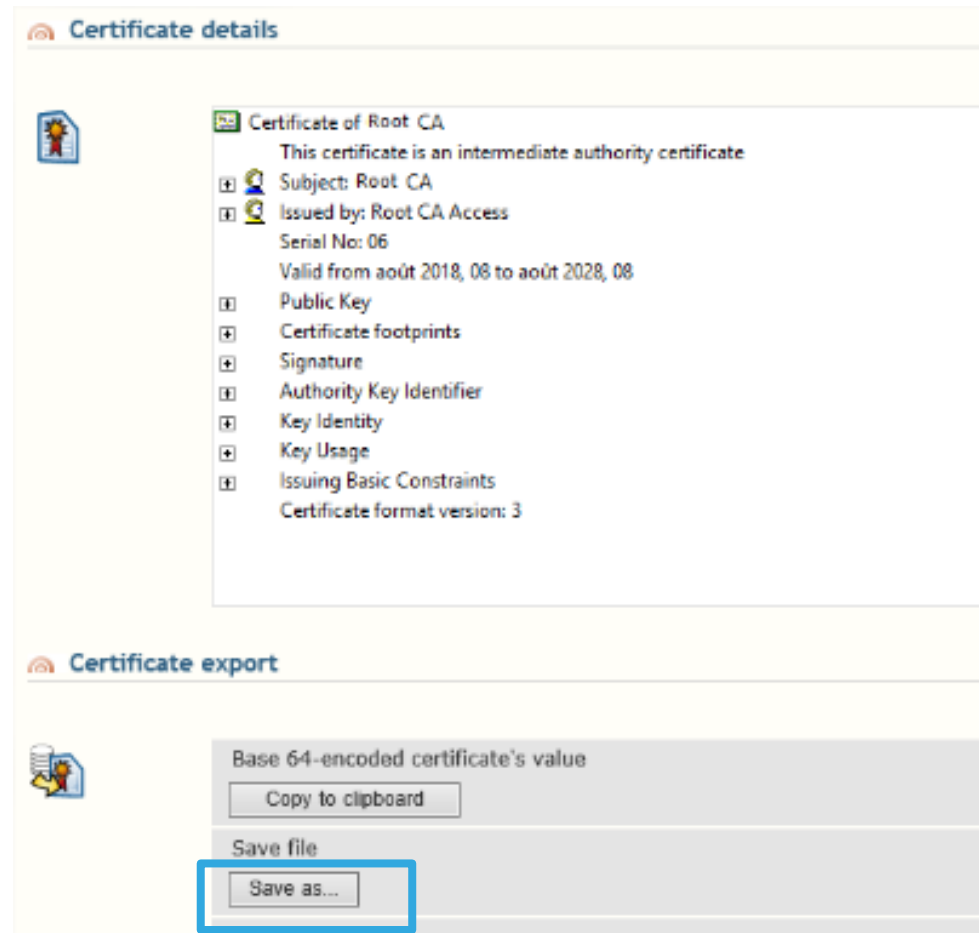 Certificate details
Certificate of Root CA
This certificate is an intermediate authority certificate
Subject: Root CA
Issued by: Root CA Access
Serial No: 06
Valid from août 2018, 08 to août 2028, 08
Public Key
Certificate footprints
Signature
Authority Key Identifier
Key Identity
Key Usage
Issuing Basic Constraints
Certificate format version: 3
Certificate export
Base 64-encoded certificate's value
Copy to clipboard
Save file
Save as...